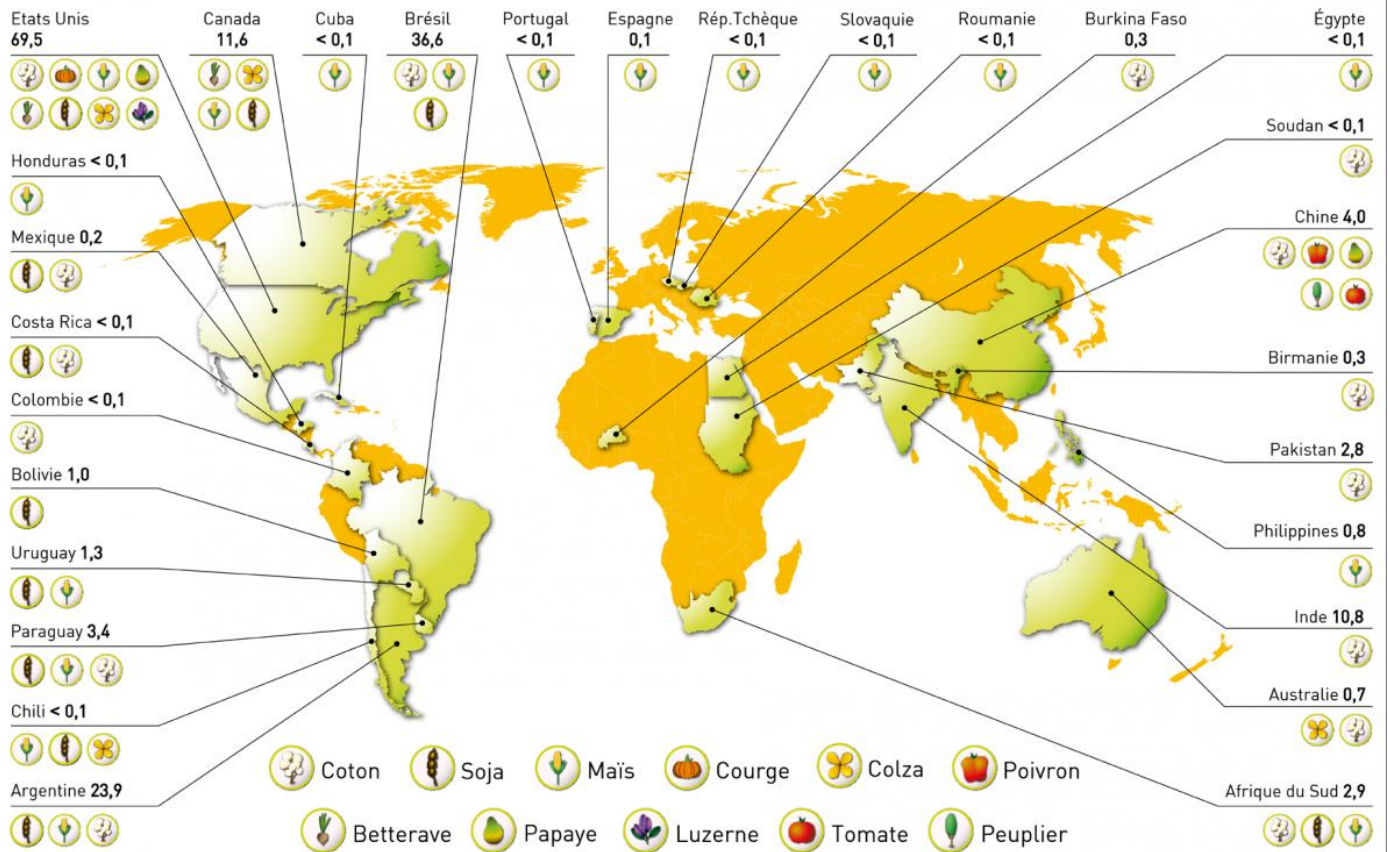 Etats Unis
69,5
Canada
11,6
Cuba
< 0,1
Brésil
36,6
Portugal
< 0,1
Espagne
0,1
Rép.Tchèque
< 0,1
Slovaquie
< 0,1
Roumanie
< 0,1
Burkina Faso
0,3
Égypte
< 0,1
Honduras < 0,1
Mexique 0,2
Costa Rica < 0,1
Colombie < 0,1
Bolivie 1,0
Uruguay 1,3
Paraguay 3,4
Chili < 0,1
Argentine 23,9
Soudan < 0,1
Chine 4,0
Birmanie 0,3
Pakistan 2,8
Philippines 0,8
Inde 10,8
Australie 0,7
Afrique du Sud 2,9
Coton
Soja
Maïs
Courge
Colza
Poivron
Betterave
Papaye
Luzerne
Tomate
Peuplier